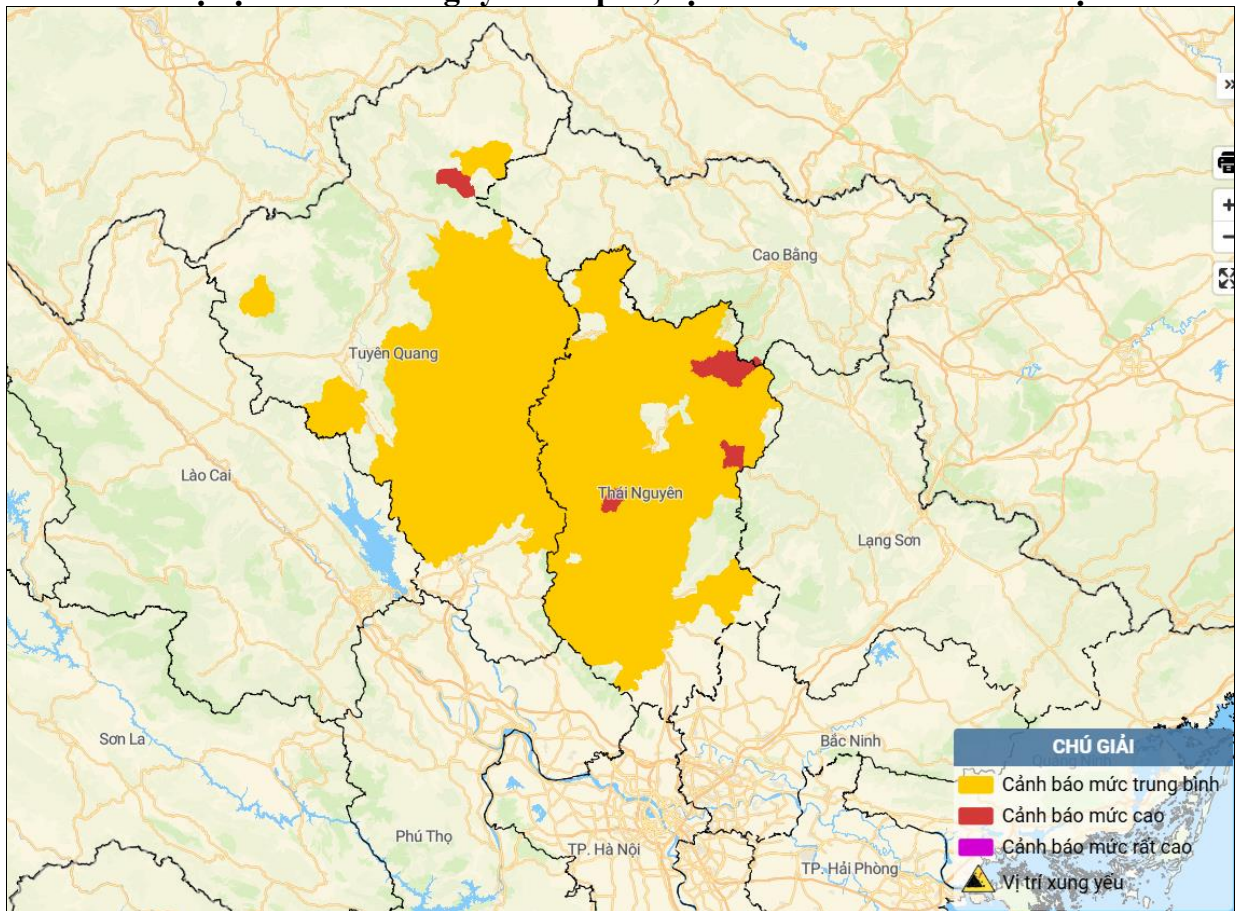 Cao Bằng
Tuyên Quang
Lào Cai
Thái Nguyên
Lạng Sơn
Sơn La
Bắc Ninh
Phú Thọ
TP. Hà Nội
TP. Hải Phòng
CHÚ GIẢI
Quảng Ninh
Cảnh báo mức trung bình
Cảnh báo mức cao
Cảnh báo mức rất cao
Vị trí xung yếu